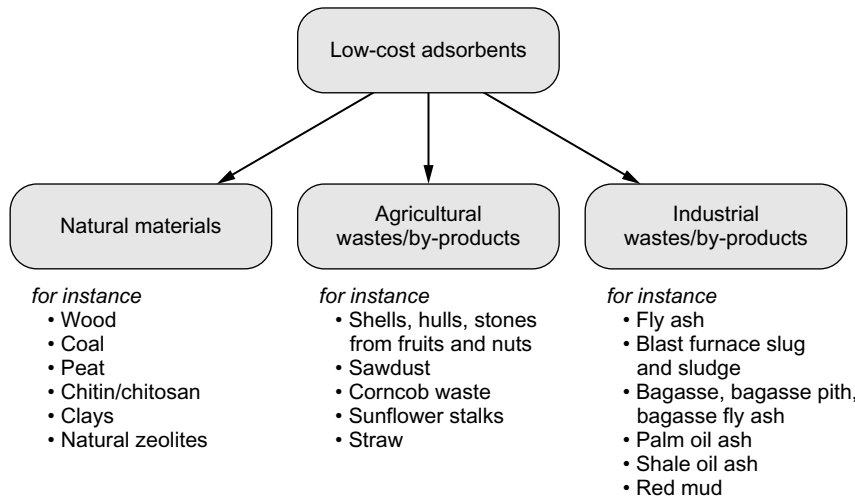 Low-cost adsorbents
Natural materials
Agricultural
wastes/by-products
Industrial
wastes/by-products
for instance
• Wood
• Coal
• Peat
• Chitin/chitosan
• Clays
• Natural zeolites
for instance
• Shells, hulls, stones
from fruits and nuts
• Sawdust
• Corncob waste
• Sunflower stalks
• Straw
for instance
• Fly ash
• Blast furnace slug
and sludge
• Bagasse, bagasse pith,
bagasse fly ash
• Palm oil ash
• Shale oil ash
• Red mud